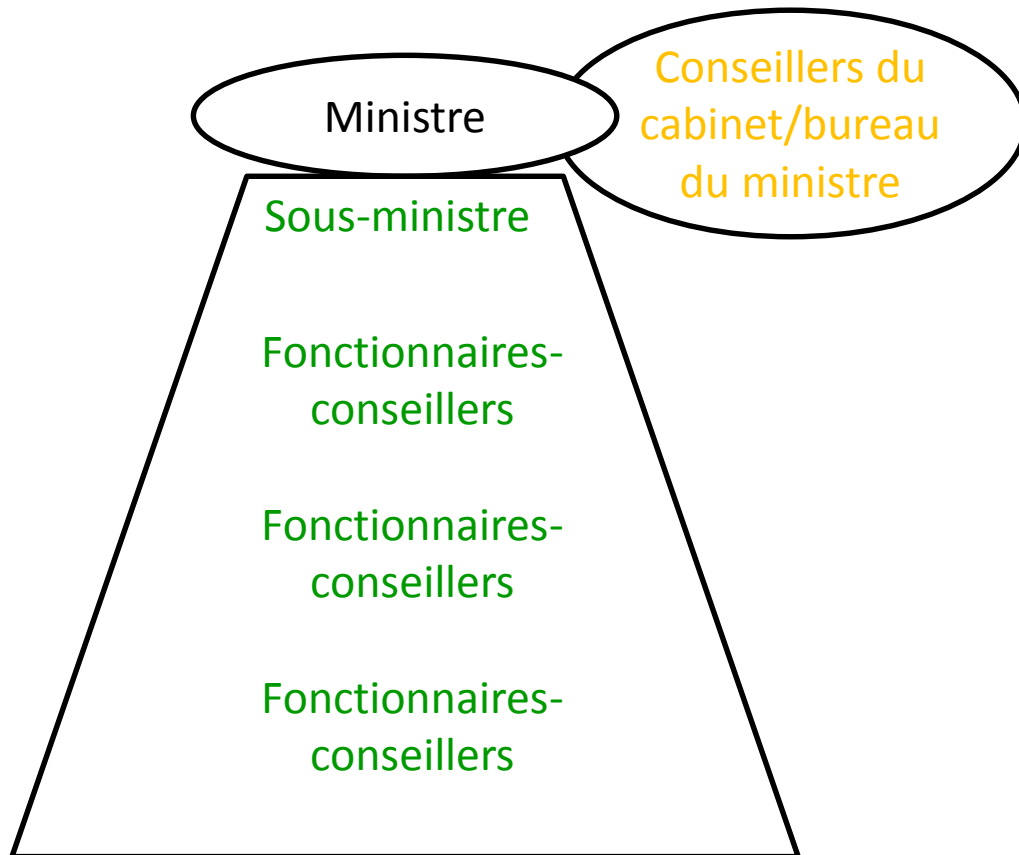 Ministre
Conseillers du
cabinet/bureau
du ministre
Sous-ministre
Fonctionnaires-
conseillers
Fonctionnaires-
conseillers
Fonctionnaires-
conseillers